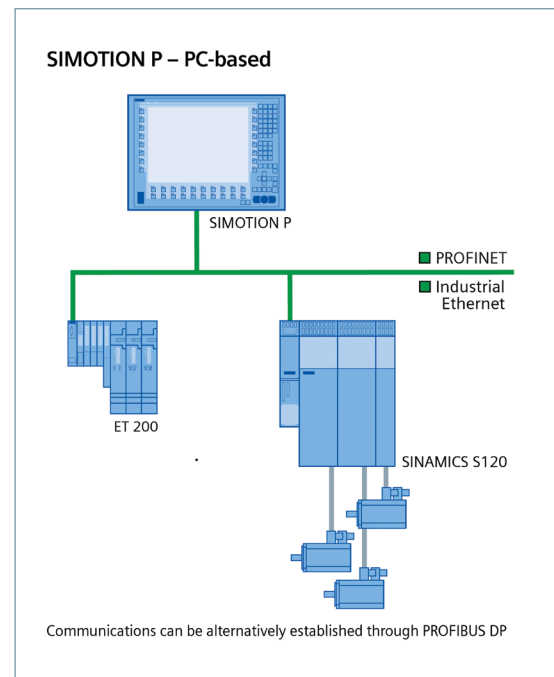 SIMOTION P – PC-based
SIMOTION P
PROFINET
Industrial
Ethernet
ET 200
SINAMICS S120
Communications can be alternatively established through PROFIBUS DP